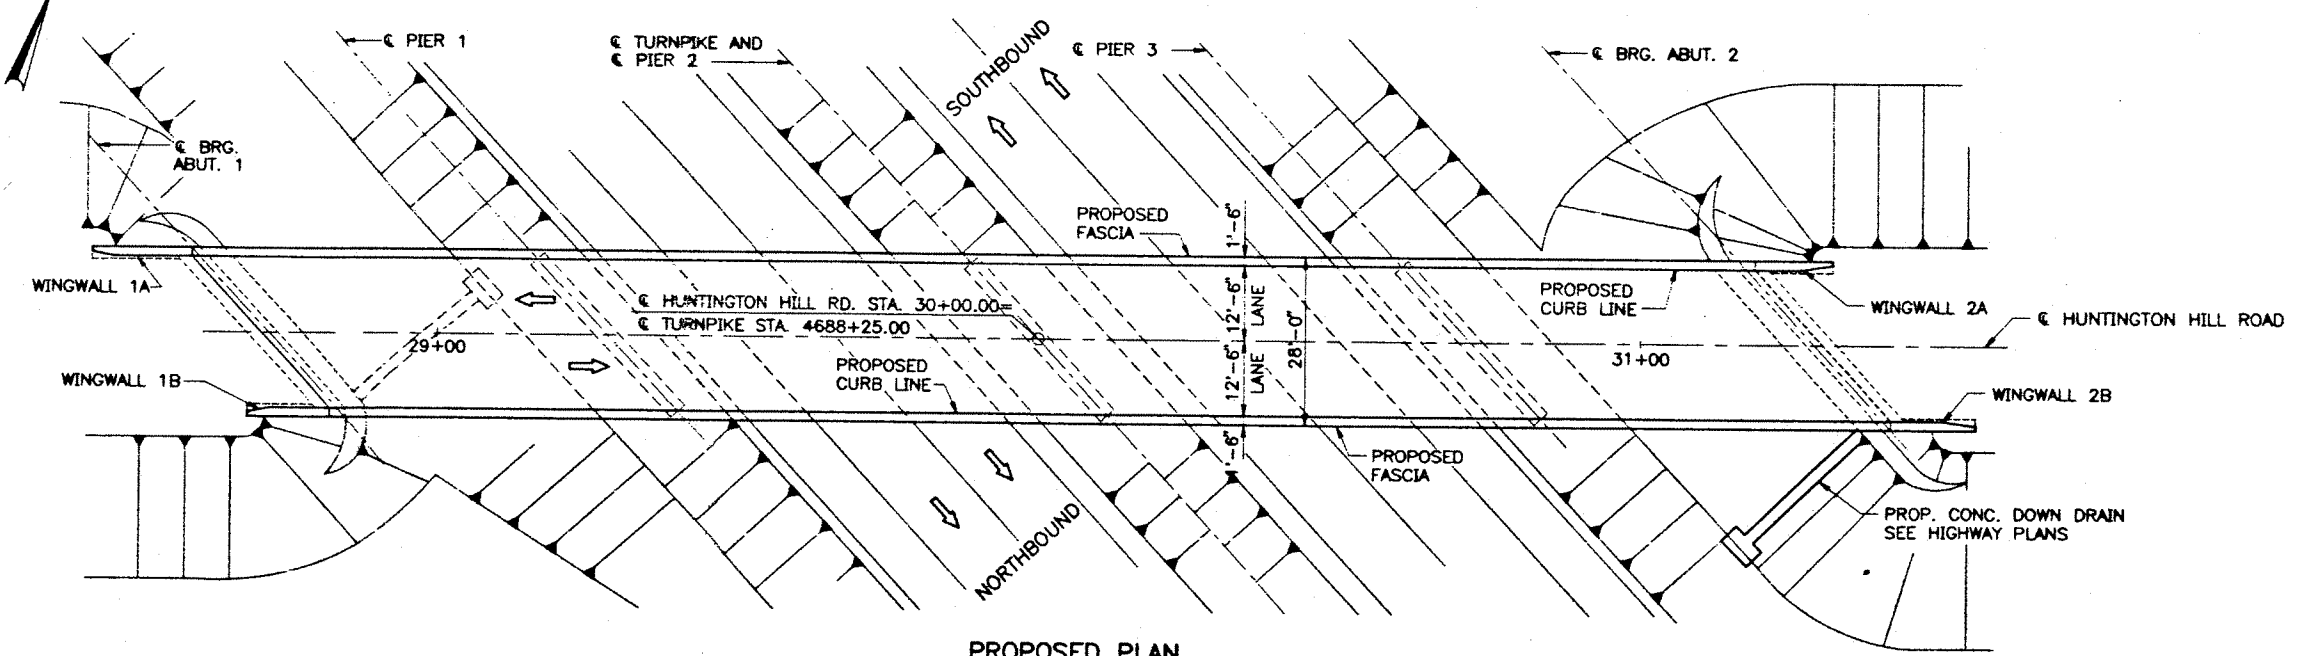 ℄ PIER 1
℄ TURNPIKE AND
℄ PIER 2
SOUTHBOUND
℄ PIER 3
℄ BRG. ABUT. 2
℄ BRG.
ABUT. 1
PROPOSED
FASCIA
1'-6"
WINGWALL 1A
℄ HUNTINGTON HILL RD. STA. 30+00.00=
℄ TURNPIKE STA. 4688+25.00
12'-6"
LANE
28'-0"
PROPOSED
CURB LINE
WINGWALL 2A
℄ HUNTINGTON HILL ROAD
29+00
31+00
WINGWALL 1B
PROPOSED
CURB LINE
12'-6"
LANE
WINGWALL 2B
1'-6"
PROPOSED
FASCIA
NORTHBOUND
PROP. CONC. DOWN DRAIN
SEE HIGHWAY PLANS
PROPOSED PLAN